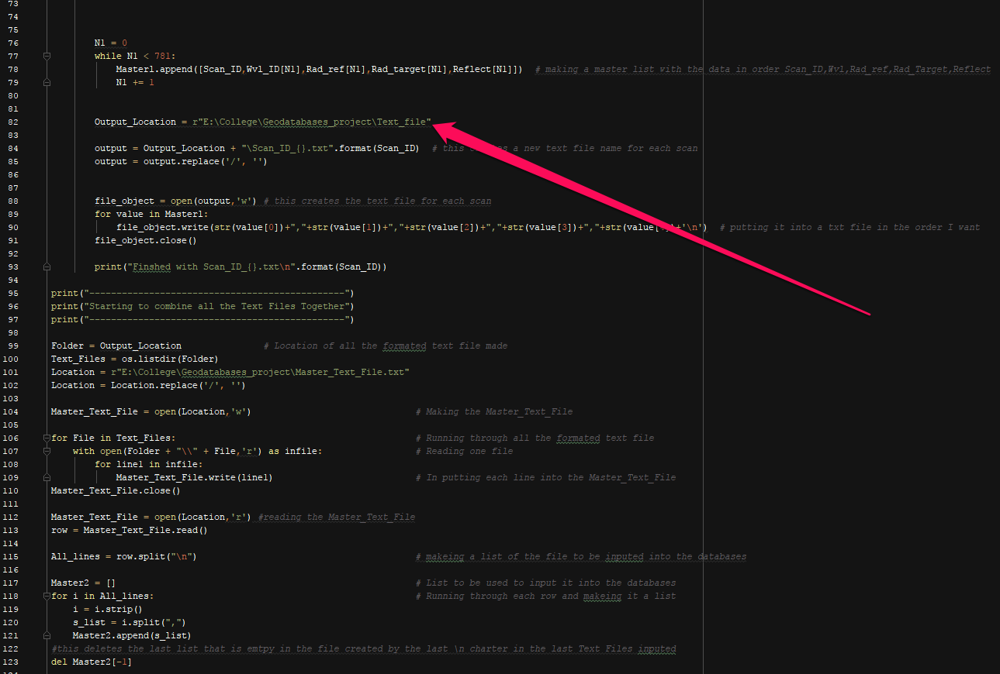 73
74
75
76 N1 = 0
77 while N1 < 781:
78 Master1.append([Scan_ID,Wvl_ID[N1],Rad_ref[N1],Rad_target[N1],Reflect[N1]]) # making a master list with the data in order Scan_ID,Wvl,Rad_ref,Rad_Target,Reflect
79 N1 += 1
80
81
82 Output_Location = r"E:\College\Geodatabases_project\Text_file"
83
84 output = Output_Location + "\Scan_ID_{}.txt".format(Scan_ID) # this a new text file name for each scan
85 output = output.replace('/', '')
86
87
88 file_object = open(output,'w') # this creates the text file for each scan
89 for value in Master1:
90 file_object.write(str(value[0])+","+str(value[1])+","+str(value[2])+","+str(value[3])+","+str(value[ )+'\n') # putting it into a txt file in the order I want
91 file_object.close()
92
93 print("Finshed with Scan_ID_{}.txt\n".format(Scan_ID))
94
95 print("-----------------------------------------------")
96 print("Starting to combine all the Text Files Together")
97 print("-----------------------------------------------")
98
99 Folder = Output_Location # Location of all the formated text file made
100 Text_Files = os.listdir(Folder)
101 Location = r"E:\College\Geodatabases_project\Master_Text_File.txt"
102 Location = Location.replace('/', '')
103
104 Master_Text_File = open(Location,'w') # Making the Master_Text_File
105
106 for File in Text_Files: # Running through all the formated text file
107 with open(Folder + "\\" + File,'r') as infile: # Reading one file
108 for line1 in infile:
109 Master_Text_File.write(line1) # In putting each line into the Master_Text_File
110 Master_Text_File.close()
111
112 Master_Text_File = open(Location,'r') #reading the Master_Text_File
113 row = Master_Text_File.read()
114
115 All_lines = row.split("\n") # makeing a list of the file to be inputed into the databases
116
117 Master2 = [] # List to be used to input it into the databases
118 for i in All_lines: # Running through each row and makeing it a list
119 i = i.strip()
120 s_list = i.split(",")
121 Master2.append(s_list)
122 #this deletes the last list that is emtpy in the file created by the last \n charter in the last Text Files inputed
123 del Master2[-1]